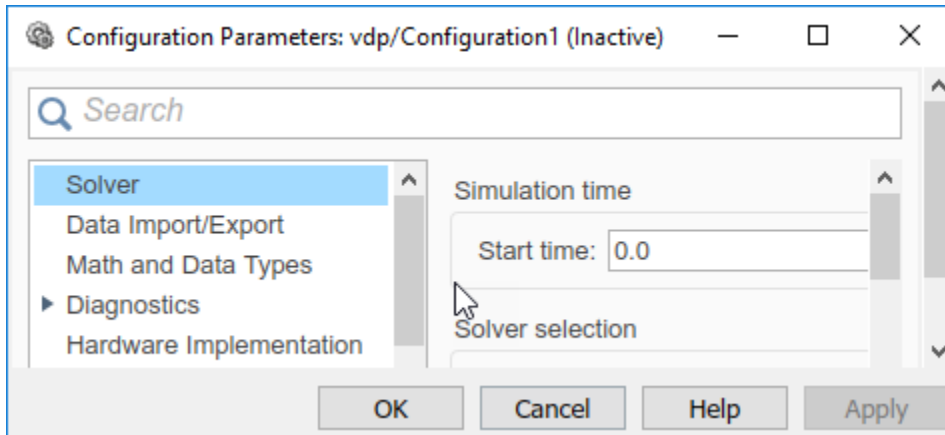 Configuration Parameters: vdp/Configuration1 (Inactive)
Search
Solver
Data Import/Export
Math and Data Types
Diagnostics
Hardware Implementation
Simulation time
Start time: 0.0
Solver selection
OK Cancel Help Apply